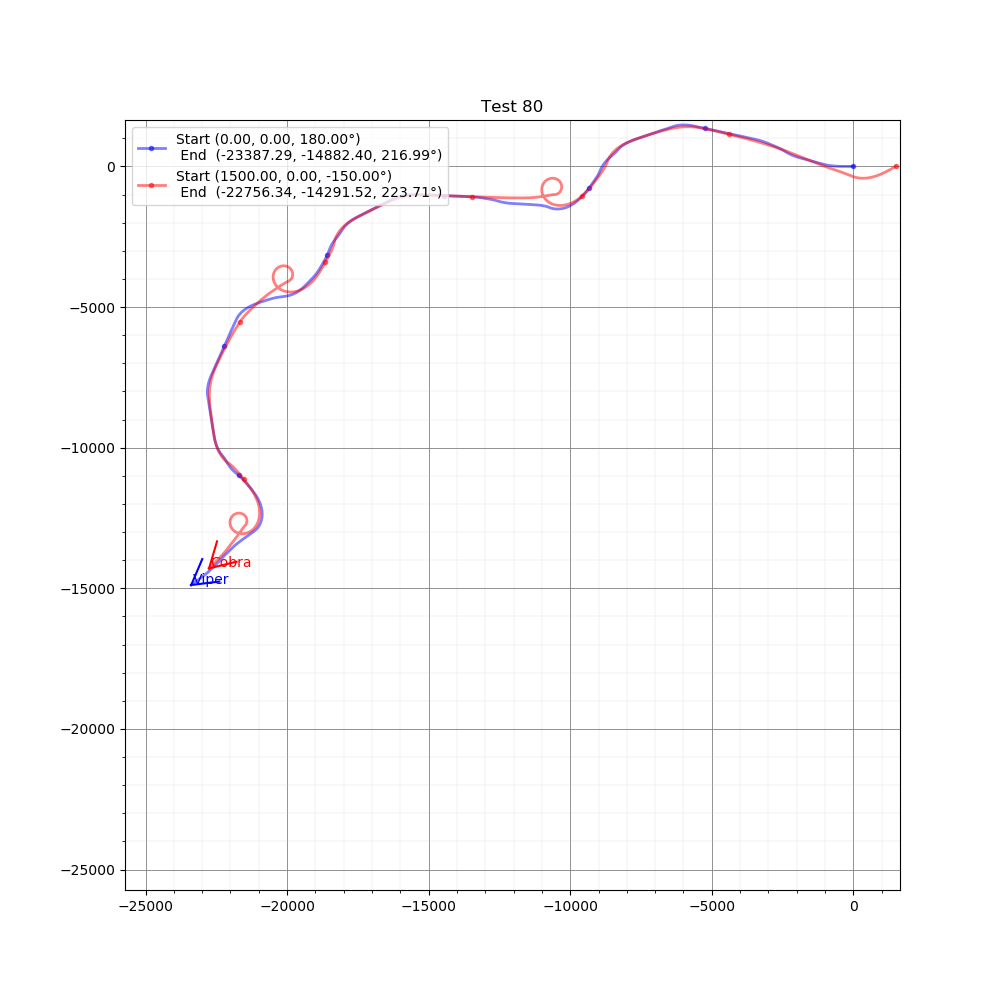 Test 80
Start (0.00, 0.00, 180.00°)
End (-23387.29, -14882.40, 216.99°)
Start (1500.00, 0.00, -150.00°)
End (-22756.34, -14291.52, 223.71°)
0
−5000
−10000
−15000
−20000
−25000
Cobra
Viper
−25000 −20000 −15000 −10000 −5000 0